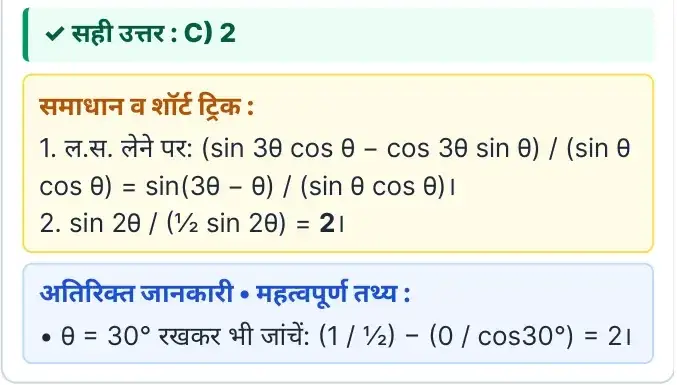 ✓ सही उत्तर : C) 2
समाधान व शॉर्ट ट्रिक :
1. ल.स. लेने पर: (sin 3θ cos θ − cos 3θ sin θ) / (sin θ
cos θ) = sin(3θ − θ) / (sin θ cos θ)।
2. sin 2θ / (½ sin 2θ) = 2।
अतिरिक्त जानकारी • महत्वपूर्ण तथ्य :
• θ = 30° रखकर भी जांचें: (1 / ½) − (0 / cos30°) = 2।